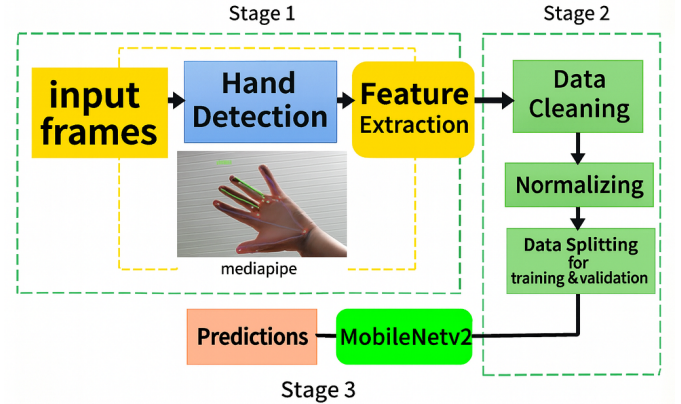 Stage 1
Stage 2
input
frames
Hand
Detection
Feature
Extraction
mediapipe
Data
Cleaning
Normalizing
Data Splitting
for
training & validation
Predictions
MobileNetv2
Stage 3